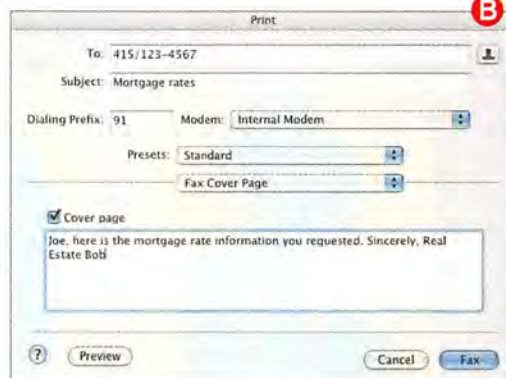 B
Print
To: 415/123-4567
Subject: Mortgage rates
Dialing Prefix: 91 Modem: Internal Modem
Presets: Standard
Fax Cover Page
Cover page
Joe, here is the mortgage rate information you requested. Sincerely, Real
Estate Bob
? Preview Cancel Fax